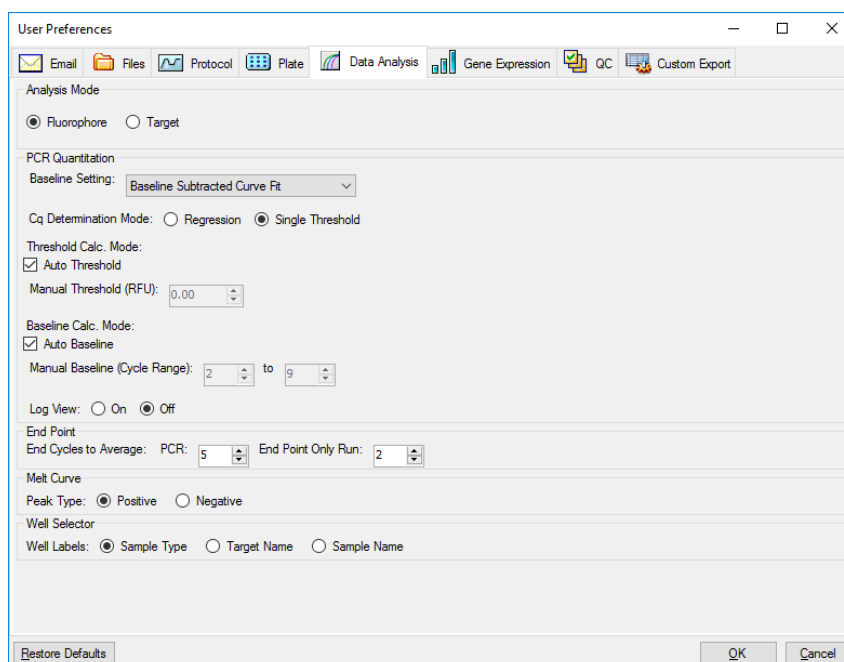 User Preferences
Email Files Protocol Plate Data Analysis Gene Expression QC Custom Export
Analysis Mode
Fluorophore Target
PCR Quantitation
Baseline Setting: Baseline Subtracted Curve Fit
Cq Determination Mode: Regression Single Threshold
Threshold Calc. Mode:
Auto Threshold
Manual Threshold (RFU): 0.00
Baseline Calc. Mode:
Auto Baseline
Manual Baseline (Cycle Range): 2 to 9
Log View: On Off
End Point
End Cycles to Average: PCR: 5 End Point Only Run: 2
Melt Curve
Peak Type: Positive Negative
Well Selector
Well Labels: Sample Type Target Name Sample Name
Restore Defaults OK Cancel